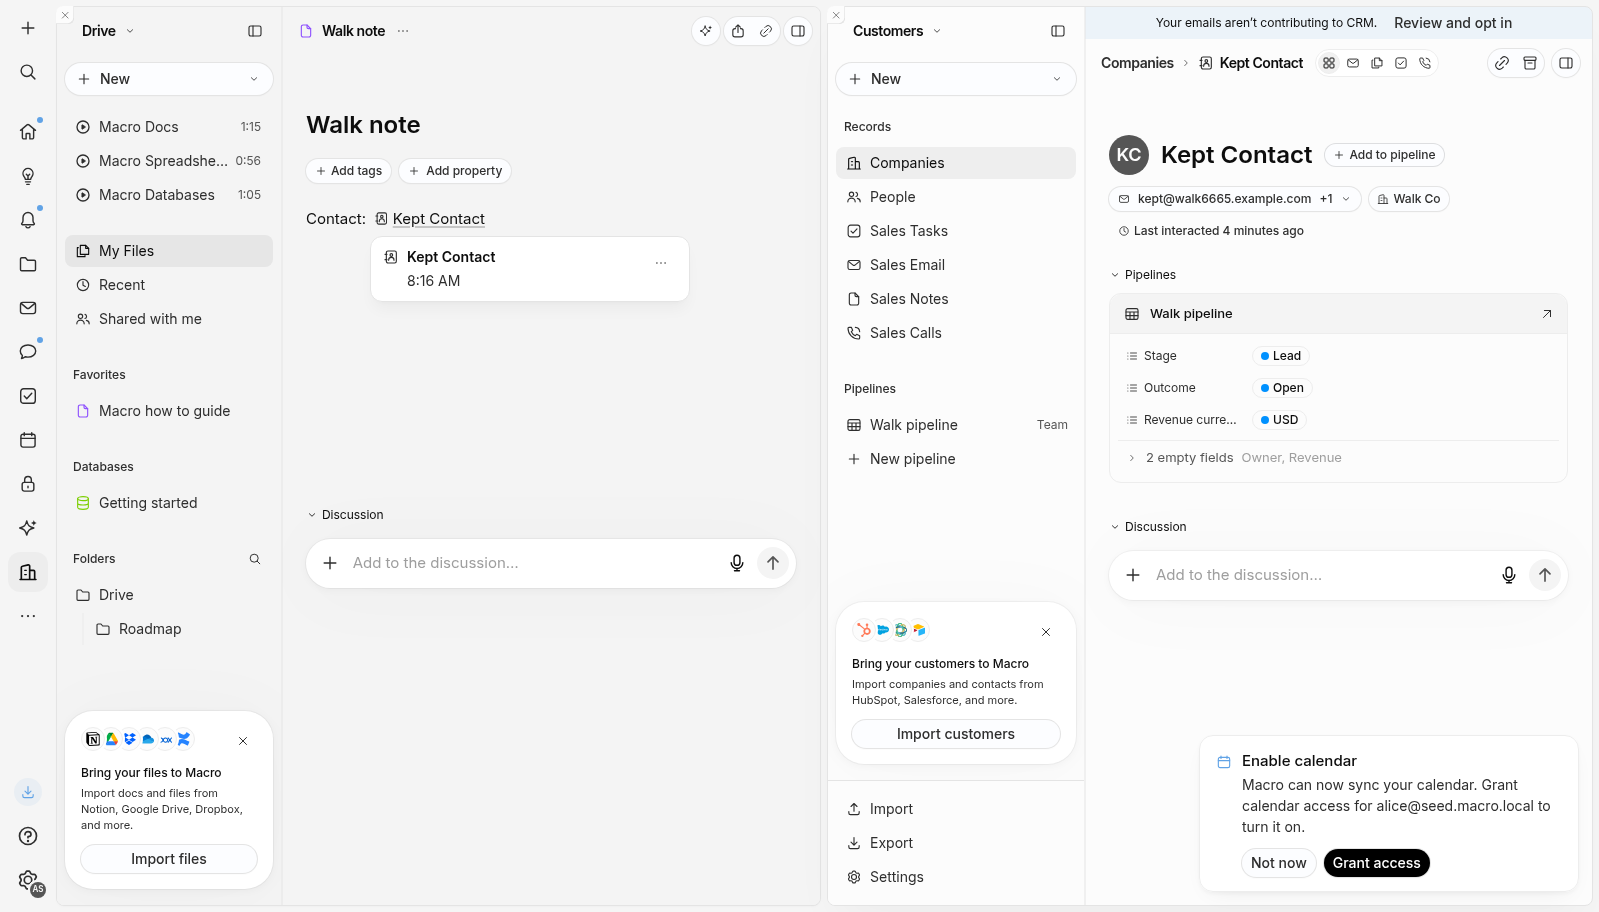 Drive
New
Macro Docs 1:15
Macro Spreadshe... 0:56
Macro Databases 1:05
My Files
Recent
Shared with me
Favorites
Macro how to guide
Databases
Getting started
Folders
Drive
Roadmap
Bring your files to Macro
Import docs and files from
Notion, Google Drive, Dropbox,
and more.
Import files
AS
Walk note
Walk note
Add tags
Add property
Contact: Kept Contact
Kept Contact
8:16 AM
Discussion
Add to the discussion...
Customers
New
Records
Companies
People
Sales Tasks
Sales Email
Sales Notes
Sales Calls
Pipelines
Walk pipeline Team
New pipeline
Bring your customers to Macro
Import companies and contacts from
HubSpot, Salesforce, and more.
Import customers
Import
Export
Settings
Your emails aren't contributing to CRM. Review and opt in
Companies Kept Contact
KC Kept Contact Add to pipeline
kept@walk6665.example.com +1 Walk Co
Last interacted 4 minutes ago
Pipelines
Walk pipeline
Stage Lead
Outcome Open
Revenue curre... USD
2 empty fields Owner, Revenue
Discussion
Add to the discussion...
Enable calendar
Macro can now sync your calendar. Grant
calendar access for alice@seed.macro.local to
turn it on.
Not now Grant access